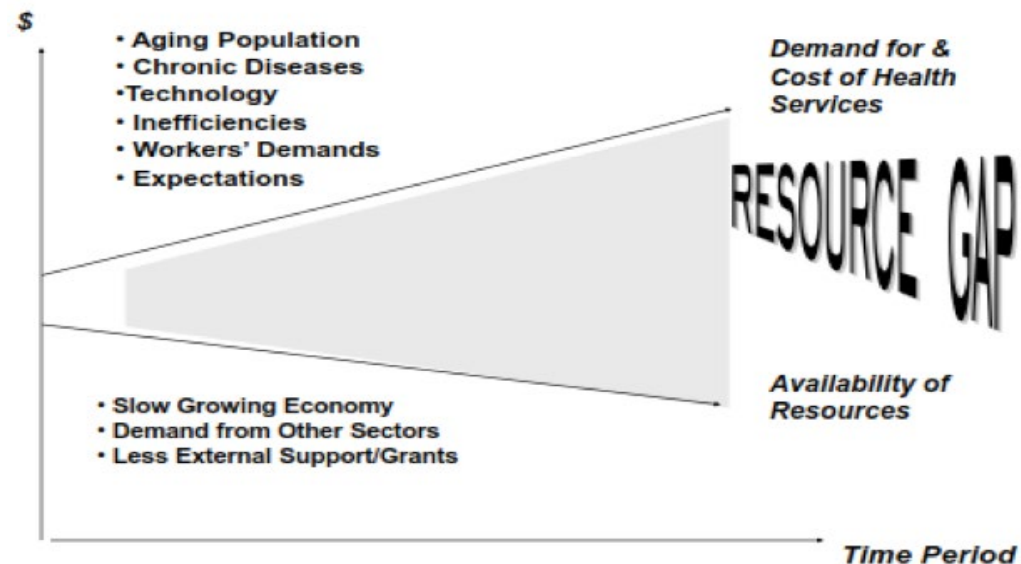 $
• Aging Population
• Chronic Diseases
•Technology
• Inefficiencies
• Workers’ Demands
• Expectations
Demand for &
Cost of Health
Services
RESOURCE GAP
Availability of
Resources
• Slow Growing Economy
• Demand from Other Sectors
• Less External Support/Grants
Time Period